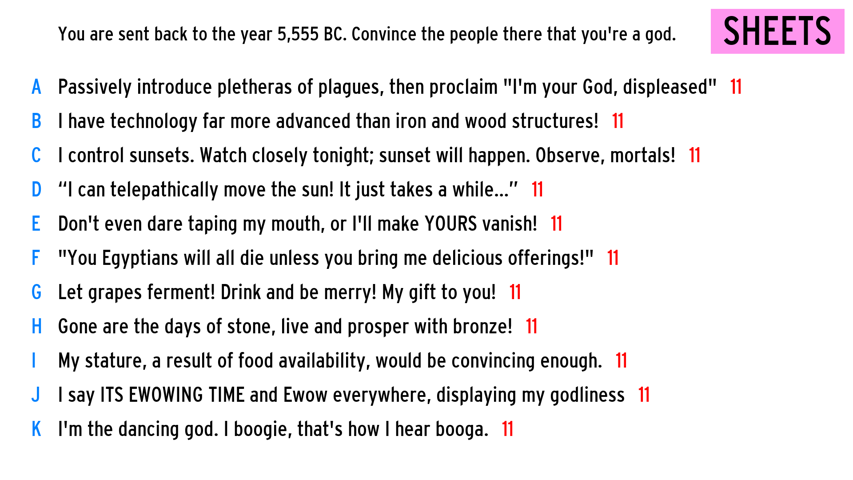 You are sent back to the year 5,555 BC. Convince the people there that you're a god.
SHEETS
A Passively introduce pletheras of plagues, then proclaim "I'm your God, displeased" 11
B I have technology far more advanced than iron and wood structures! 11
C I control sunsets. Watch closely tonight; sunset will happen. Observe, mortals! 11
D “I can telepathically move the sun! It just takes a while...” 11
E Don't even dare taping my mouth, or I'll make YOURS vanish! 11
F "You Egyptians will all die unless you bring me delicious offerings!" 11
G Let grapes ferment! Drink and be merry! My gift to you! 11
H Gone are the days of stone, live and prosper with bronze! 11
I My stature, a result of food availability, would be convincing enough. 11
J I say ITS EWOWING TIME and Ewow everywhere, displaying my godliness 11
K I'm the dancing god. I boogie, that's how I hear booga. 11